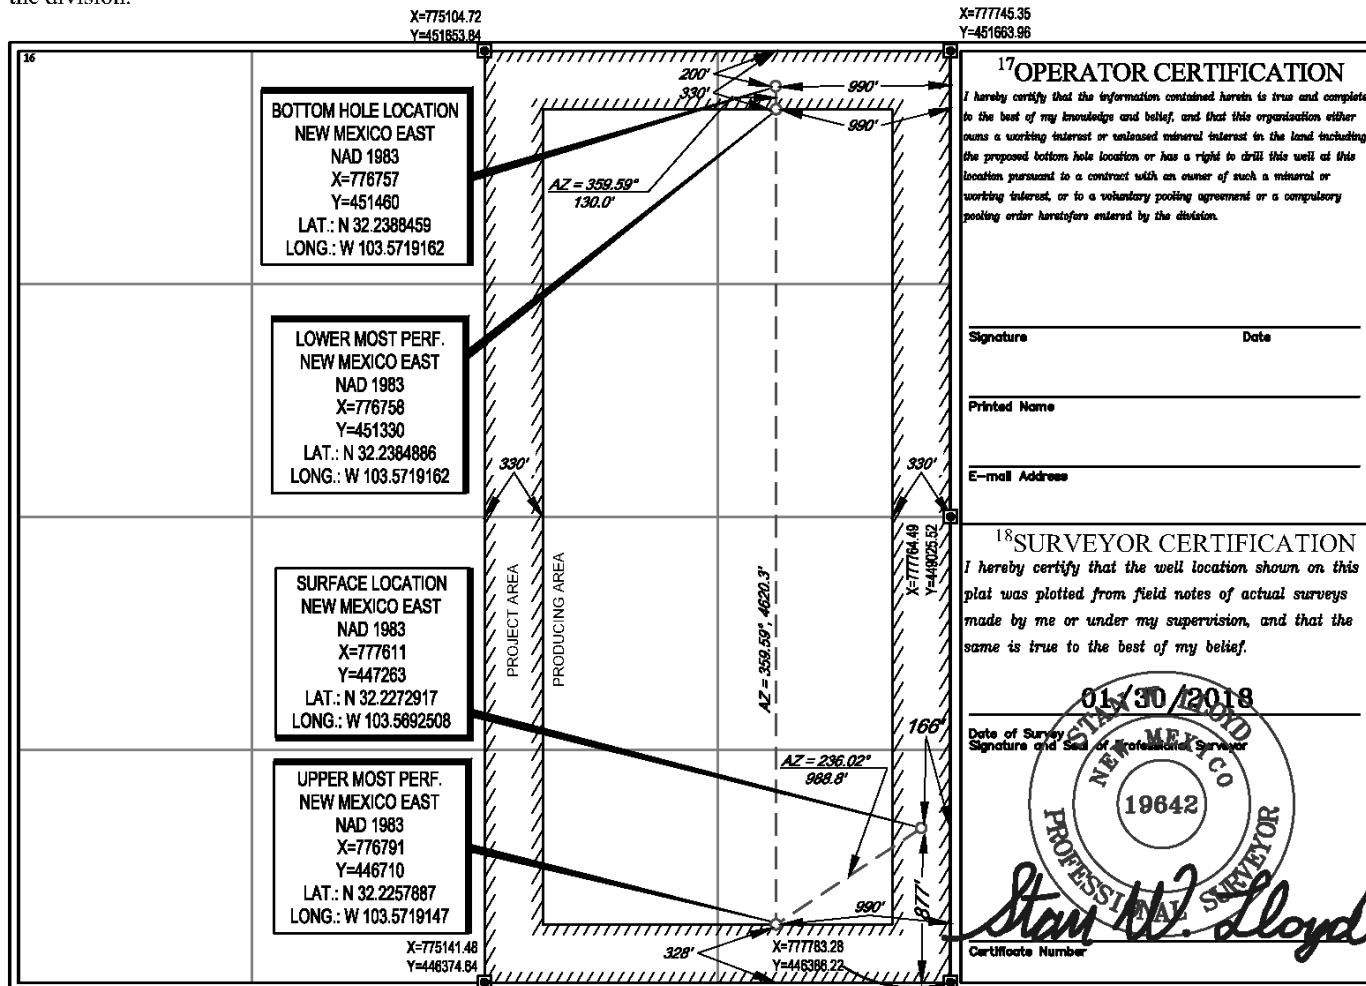 the division.
X=775104.72
Y=451653.84
X=777745.35
Y=451663.96
16
BOTTOM HOLE LOCATION
NEW MEXICO EAST
NAD 1983
X=776757
Y=451460
LAT.: N 32.2388459
LONG.: W 103.5719162
LOWER MOST PERF.
NEW MEXICO EAST
NAD 1983
X=776758
Y=451330
LAT.: N 32.2384886
LONG.: W 103.5719162
SURFACE LOCATION
NEW MEXICO EAST
NAD 1983
X=777611
Y=447263
LAT.: N 32.2272917
LONG.: W 103.5692508
UPPER MOST PERF.
NEW MEXICO EAST
NAD 1983
X=776791
Y=446710
LAT.: N 32.2257887
LONG.: W 103.5719147
X=775141.48
Y=446374.64
200'
330'
990'
990'
AZ = 359.59°
130.0'
330'
330'
PROJECT AREA
PRODUCING AREA
AZ = 359.59°, 4620.3'
X=777764.49
Y=449025.52
166'
AZ = 236.02°
988.8'
877'
990'
328'
X=777783.28
Y=446386.22
17OPERATOR CERTIFICATION
I hereby certify that the information contained herein is true and complete
to the best of my knowledge and belief, and that this organization either
owns a working interest or unleased mineral interest in the land including
the proposed bottom hole location or has a right to drill this well at this
location pursuant to a contract with an owner of such a mineral or
working interest, or to a voluntary pooling agreement or a compulsory
pooling order heretofore entered by the division.
Signature Date
Printed Name
E-mail Address
18SURVEYOR CERTIFICATION
I hereby certify that the well location shown on this
plat was plotted from field notes of actual surveys
made by me or under my supervision, and that the
same is true to the best of my belief.
01/30/2018
Date of Survey
Signature and Seal of Professional Surveyor
STAN W. LLOYD
NEW MEXICO
19642
PROFESSIONAL SURVEYOR
Stan W. Lloyd
Certificate Number